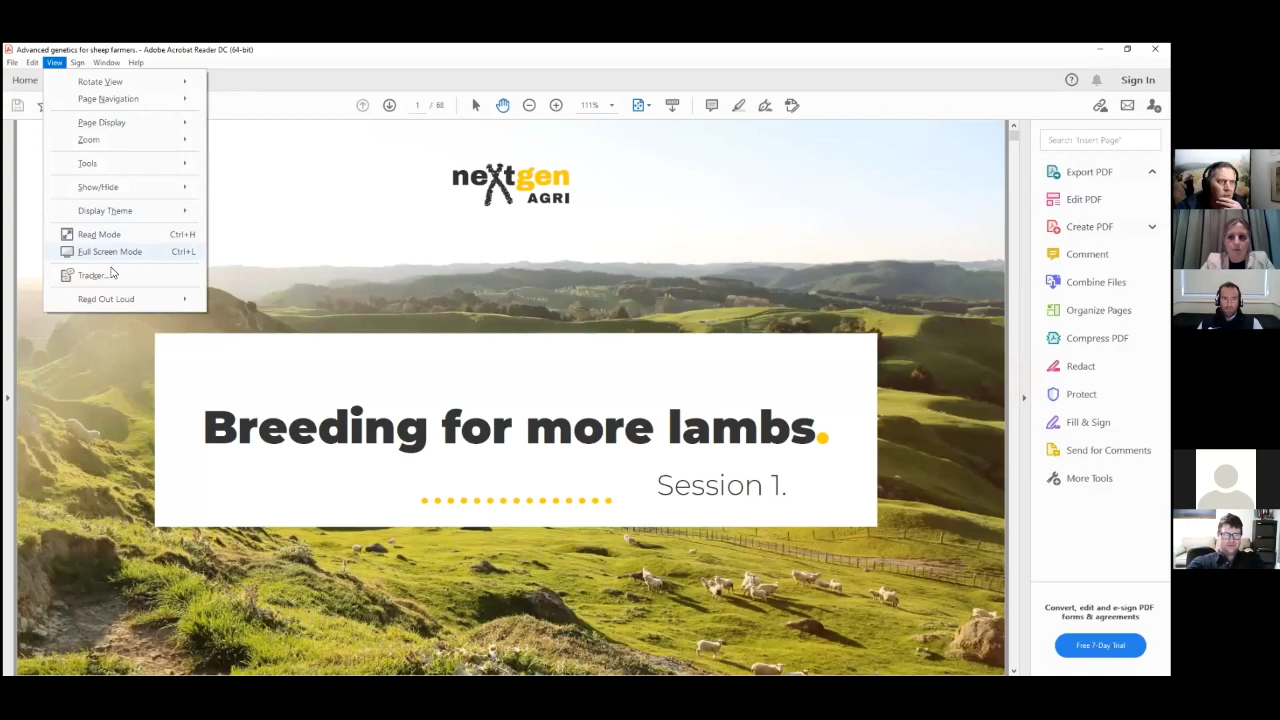 Advanced genetics for sheep farmers. - Adobe Acrobat Reader DC (64-bit)
File Edit View Sign Window Help
Home
Sign In
1 / 68
111%
Rotate View
Page Navigation
Page Display
Zoom
Tools
Show/Hide
Display Theme
Read Mode Ctrl+H
Full Screen Mode Ctrl+L
Tracker...
Read Out Loud
nextgen
AGRI
Breeding for more lambs.
Session 1.
Search 'Insert Page'
Export PDF
Edit PDF
Create PDF
Comment
Combine Files
Organize Pages
Compress PDF
Redact
Protect
Fill & Sign
Send for Comments
More Tools
Convert, edit and e-sign PDF
forms & agreements
Free 7-Day Trial